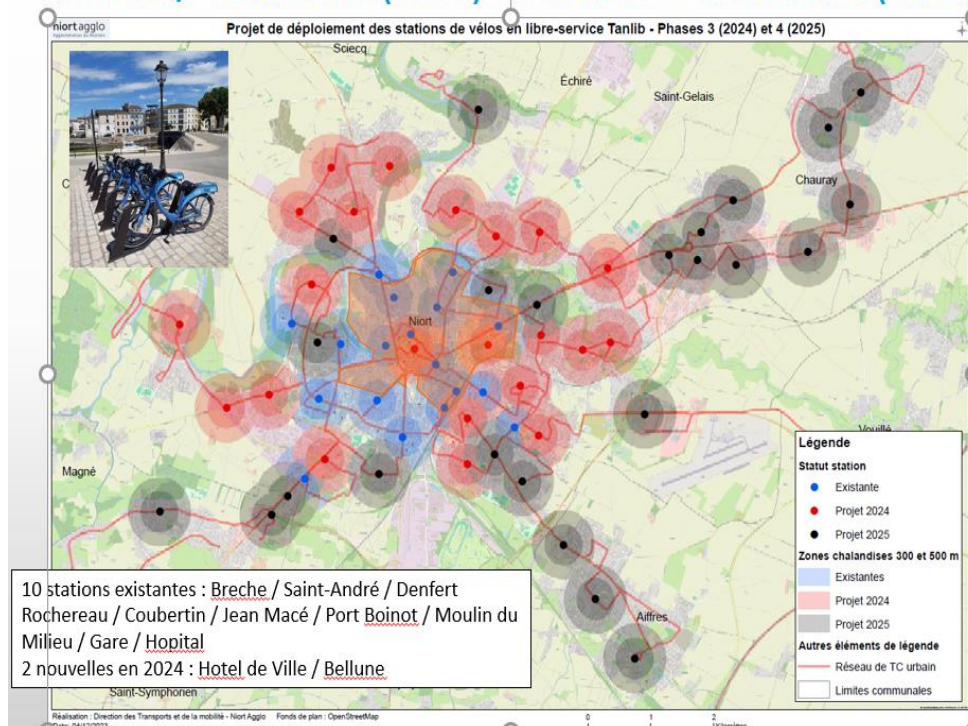 niortagglo
Agglomération du Niortais
Projet de déploiement des stations de vélos en libre-service Tanlib - Phases 3 (2024) et 4 (2025)
Sciecq
Échiré
Saint-Gelais
C
Chauray
Niort
Vouillé
Magné
Aiffres
Saint-Symphorien
Légende
Statut station
Existante
Projet 2024
Projet 2025
Zones chalandises 300 et 500 m
Existantes
Projet 2024
Projet 2025
Autres éléments de légende
Réseau de TC urbain
Limites communales
10 stations existantes : Breche / Saint-André / Denfert
Rochereau / Coubertin / Jean Macé / Port Boinot / Moulin du
Milieu / Gare / Hopital
2 nouvelles en 2024 : Hotel de Ville / Bellune
Réalisation : Direction des Transports et de la mobilité - Niort Agglo Fonds de plan : OpenStreetMap
0 1 2